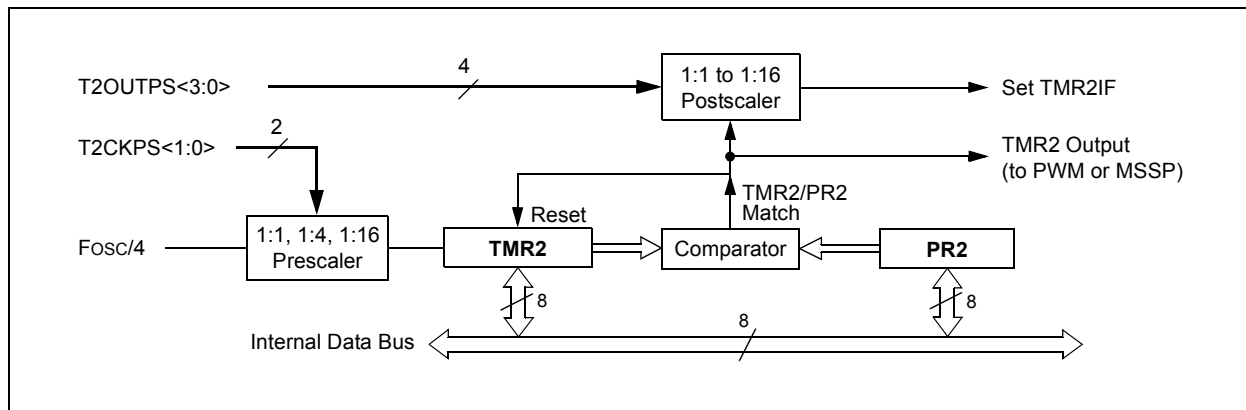 T2OUTPS<3:0>
4
1:1 to 1:16
Postscaler
Set TMR2IF
T2CKPS<1:0>
2
TMR2 Output
(to PWM or MSSP)
TMR2/PR2
Match
Reset
FOSC/4
1:1, 1:4, 1:16
Prescaler
TMR2
Comparator
PR2
8
8
Internal Data Bus
8